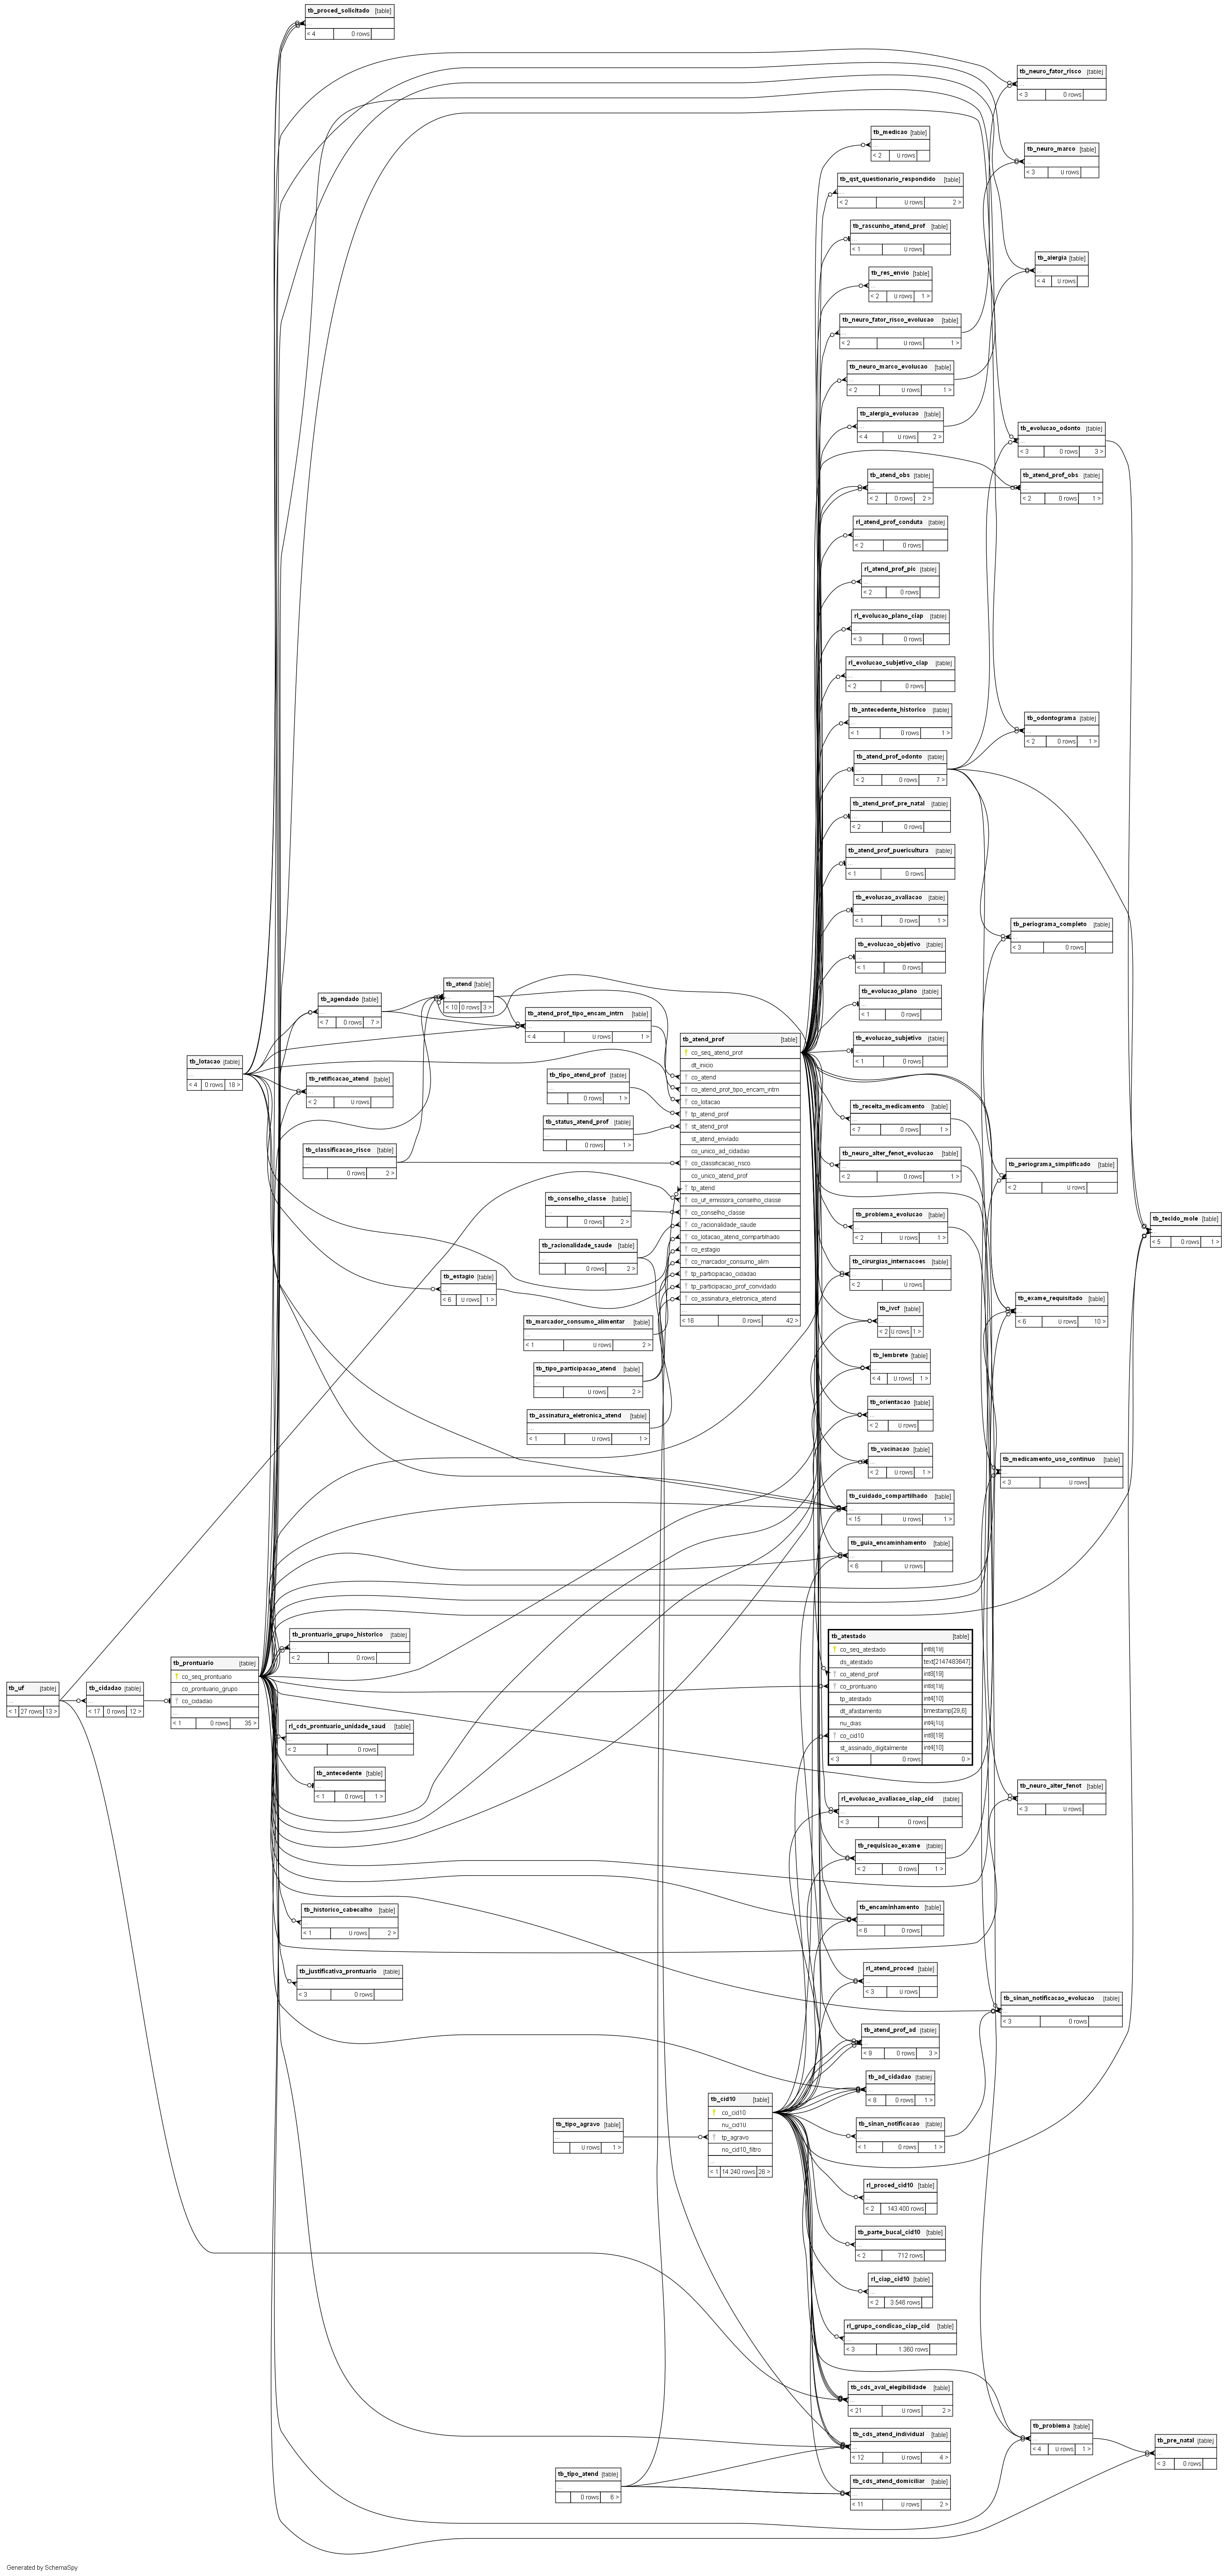 tb_proced_solicitado [table]
...
< 4 0 rows
tb_neuro_fator_risco [table]
...
< 3 0 rows
tb_medicao [table]
...
< 2 0 rows
tb_neuro_marco [table]
...
< 3 0 rows
tb_qst_questionario_respondido [table]
...
< 2 0 rows 2 >
tb_rascunho_atend_prof [table]
...
< 1 0 rows
tb_alergia [table]
...
< 4 0 rows
tb_res_envio [table]
...
< 2 0 rows 1 >
tb_neuro_fator_risco_evolucao [table]
...
< 2 0 rows 1 >
tb_neuro_marco_evolucao [table]
...
< 2 0 rows 1 >
tb_alergia_evolucao [table]
...
< 4 0 rows 2 >
tb_evolucao_odonto [table]
...
< 3 0 rows 3 >
tb_atend_obs [table]
...
< 2 0 rows 2 >
tb_atend_prof_obs [table]
...
< 2 0 rows 1 >
rl_atend_prof_conduta [table]
...
< 2 0 rows
rl_atend_prof_pic [table]
...
< 2 0 rows
rl_evolucao_plano_ciap [table]
...
< 3 0 rows
rl_evolucao_subjetivo_ciap [table]
...
< 2 0 rows
tb_antecedente_historico [table]
...
< 1 0 rows 1 >
tb_odontograma [table]
...
< 2 0 rows 1 >
tb_atend_prof_odonto [table]
...
< 2 0 rows 7 >
tb_atend_prof_pre_natal [table]
...
< 2 0 rows
tb_atend_prof_puericultura [table]
...
< 1 0 rows
tb_evolucao_avaliacao [table]
...
< 1 0 rows 1 >
tb_periograma_completo [table]
...
< 3 0 rows
tb_evolucao_objetivo [table]
...
< 1 0 rows
tb_evolucao_plano [table]
...
< 1 0 rows
tb_evolucao_subjetivo [table]
...
< 1 0 rows
tb_atend [table]
...
< 10 0 rows 3 >
tb_agendado [table]
...
< 7 0 rows 7 >
tb_atend_prof_tipo_encam_intrn [table]
...
< 4 0 rows 1 >
tb_lotacao [table]
...
< 4 0 rows 18 >
tb_retificacao_atend [table]
...
< 2 0 rows
tb_tipo_atend_prof [table]
...
0 rows 1 >
tb_status_atend_prof [table]
...
0 rows 1 >
tb_classificacao_risco [table]
...
0 rows 2 >
tb_conselho_classe [table]
...
0 rows 2 >
tb_racionalidade_saude [table]
...
0 rows 2 >
tb_estagio [table]
...
< 6 0 rows 1 >
tb_marcador_consumo_alimentar [table]
...
< 1 0 rows 2 >
tb_tipo_participacao_atend [table]
...
0 rows 2 >
tb_assinatura_eletronica_atend [table]
...
< 1 0 rows 1 >
tb_atend_prof [table]
co_seq_atend_prof
dt_inicio
co_atend
co_atend_prof_tipo_encam_intrn
co_lotacao
tp_atend_prof
st_atend_prof
st_atend_enviado
co_unico_ad_cidadao
co_classificacao_risco
co_unico_atend_prof
tp_atend
co_uf_emissora_conselho_classe
co_conselho_classe
co_racionalidade_saude
co_lotacao_atend_compartilhado
co_estagio
co_marcador_consumo_alim
tp_participacao_cidadao
tp_participacao_prof_convidado
co_assinatura_eletronica_atend
...
< 16 0 rows 42 >
tb_receita_medicamento [table]
...
< 7 0 rows 1 >
tb_neuro_alter_fenot_evolucao [table]
...
< 2 0 rows 1 >
tb_periograma_simplificado [table]
...
< 2 0 rows
tb_problema_evolucao [table]
...
< 2 0 rows 1 >
tb_tecido_mole [table]
...
< 5 0 rows 1 >
tb_cirurgias_internacoes [table]
...
< 2 0 rows
tb_exame_requisitado [table]
...
< 6 0 rows 10 >
tb_ivcf [table]
...
< 2 0 rows 1 >
tb_lembrete [table]
...
< 4 0 rows 1 >
tb_orientacao [table]
...
< 2 0 rows
tb_vacinacao [table]
...
< 2 0 rows 1 >
tb_medicamento_uso_continuo [table]
...
< 3 0 rows
tb_cuidado_compartilhado [table]
...
< 15 0 rows 1 >
tb_guia_encaminhamento [table]
...
< 6 0 rows
tb_uf [table]
...
< 1 27 rows 13 >
tb_cidadao [table]
...
< 17 0 rows 12 >
tb_prontuario [table]
co_seq_prontuario
co_prontuario_grupo
co_cidadao
...
< 1 0 rows 35 >
tb_prontuario_grupo_historico [table]
...
< 2 0 rows
rl_cds_prontuario_unidade_saud [table]
...
< 2 0 rows
tb_antecedente [table]
...
< 1 0 rows 1 >
tb_atestado [table]
co_seq_atestado int8[19]
ds_atestado text[2147483647]
co_atend_prof int8[19]
co_prontuario int8[19]
tp_atestado int4[10]
dt_afastamento timestamp[29,6]
nu_dias int4[10]
co_cid10 int8[19]
st_assinado_digitalmente int4[10]
< 3 0 rows 0 >
tb_neuro_alter_fenot [table]
...
< 3 0 rows
rl_evolucao_avaliacao_ciap_cid [table]
...
< 3 0 rows
tb_requisicao_exame [table]
...
< 2 0 rows 1 >
tb_historico_cabecalho [table]
...
< 1 0 rows 2 >
tb_encaminhamento [table]
...
< 6 0 rows
tb_justificativa_prontuario [table]
...
< 3 0 rows
rl_atend_proced [table]
...
< 3 0 rows
tb_sinan_notificacao_evolucao [table]
...
< 3 0 rows
tb_atend_prof_ad [table]
...
< 9 0 rows 3 >
tb_ad_cidadao [table]
...
< 8 0 rows 1 >
tb_cid10 [table]
co_cid10
nu_cid10
tp_agravo
no_cid10_filtro
...
< 1 14.240 rows 26 >
tb_tipo_agravo [table]
...
0 rows 1 >
tb_sinan_notificacao [table]
...
< 1 0 rows 1 >
rl_proced_cid10 [table]
...
< 2 143.400 rows
tb_parte_bucal_cid10 [table]
...
< 2 712 rows
rl_ciap_cid10 [table]
...
< 2 3.546 rows
rl_grupo_condicao_ciap_cid [table]
...
< 3 1.360 rows
tb_cds_aval_elegibilidade [table]
...
< 21 0 rows 2 >
tb_cds_atend_individual [table]
...
< 12 0 rows 4 >
tb_problema [table]
...
< 4 0 rows 1 >
tb_pre_natal [table]
...
< 3 0 rows
tb_tipo_atend [table]
...
0 rows 6 >
tb_cds_atend_domiciliar [table]
...
< 11 0 rows 2 >
Generated by SchemaSpy